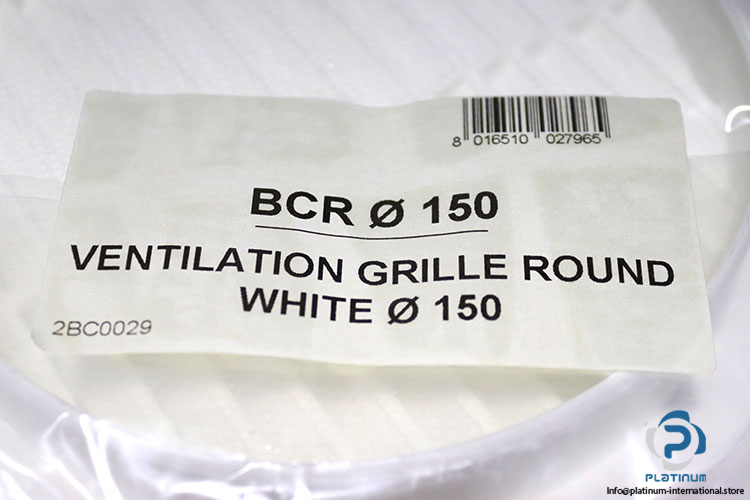 8 016510 027965
BCR Ø 150
VENTILATION GRILLE ROUND
WHITE Ø 150
2BC0029
PLATINUM
Info@platinum-international.store